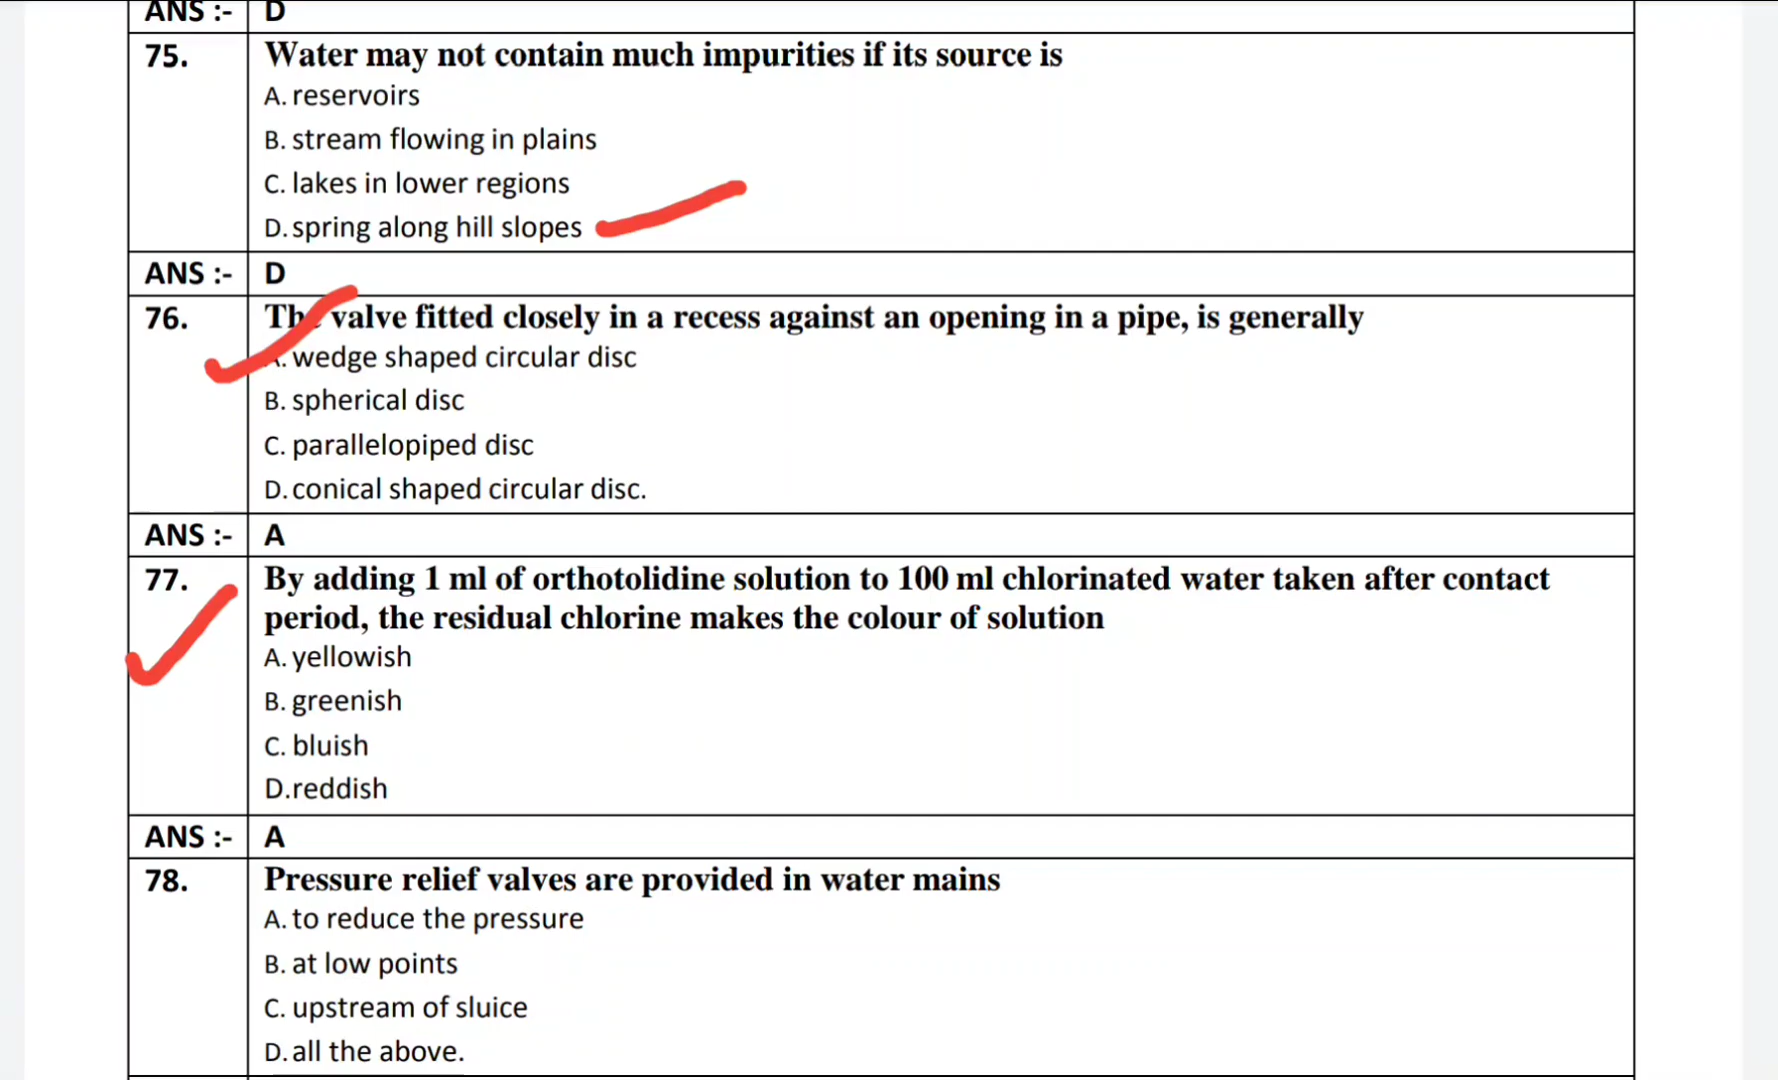 ANS :- D
75. Water may not contain much impurities if its source is
A. reservoirs
B. stream flowing in plains
C. lakes in lower regions
D. spring along hill slopes
ANS :- D
76. The valve fitted closely in a recess against an opening in a pipe, is generally
A. wedge shaped circular disc
B. spherical disc
C. parallelopiped disc
D. conical shaped circular disc.
ANS :- A
77. By adding 1 ml of orthotolidine solution to 100 ml chlorinated water taken after contact
period, the residual chlorine makes the colour of solution
A. yellowish
B. greenish
C. bluish
D.reddish
ANS :- A
78. Pressure relief valves are provided in water mains
A. to reduce the pressure
B. at low points
C. upstream of sluice
D. all the above.